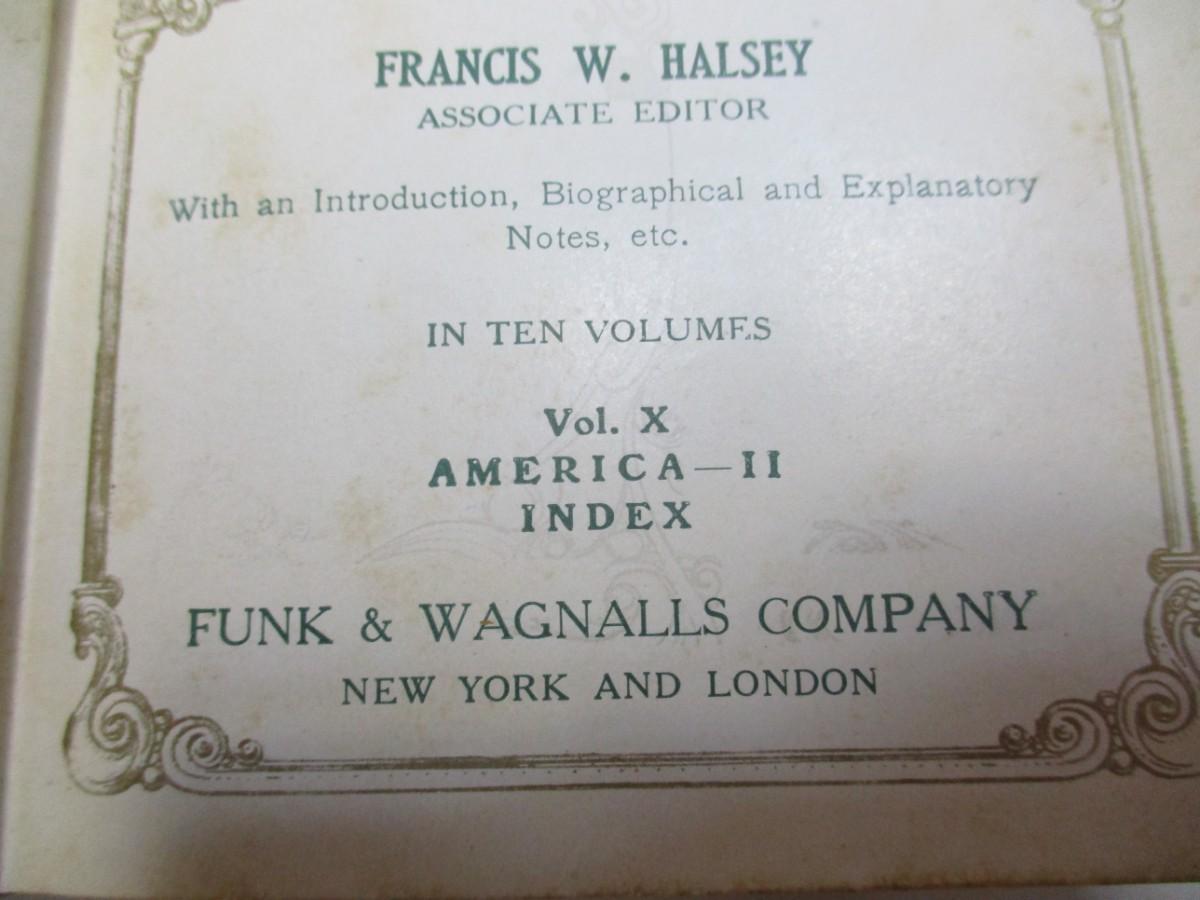 FRANCIS W. HALSEY
ASSOCIATE EDITOR
With an Introduction, Biographical and Explanatory
Notes, etc.
IN TEN VOLUMES
Vol. X
AMERICA—II
INDEX
FUNK & WAGNALLS COMPANY
NEW YORK AND LONDON